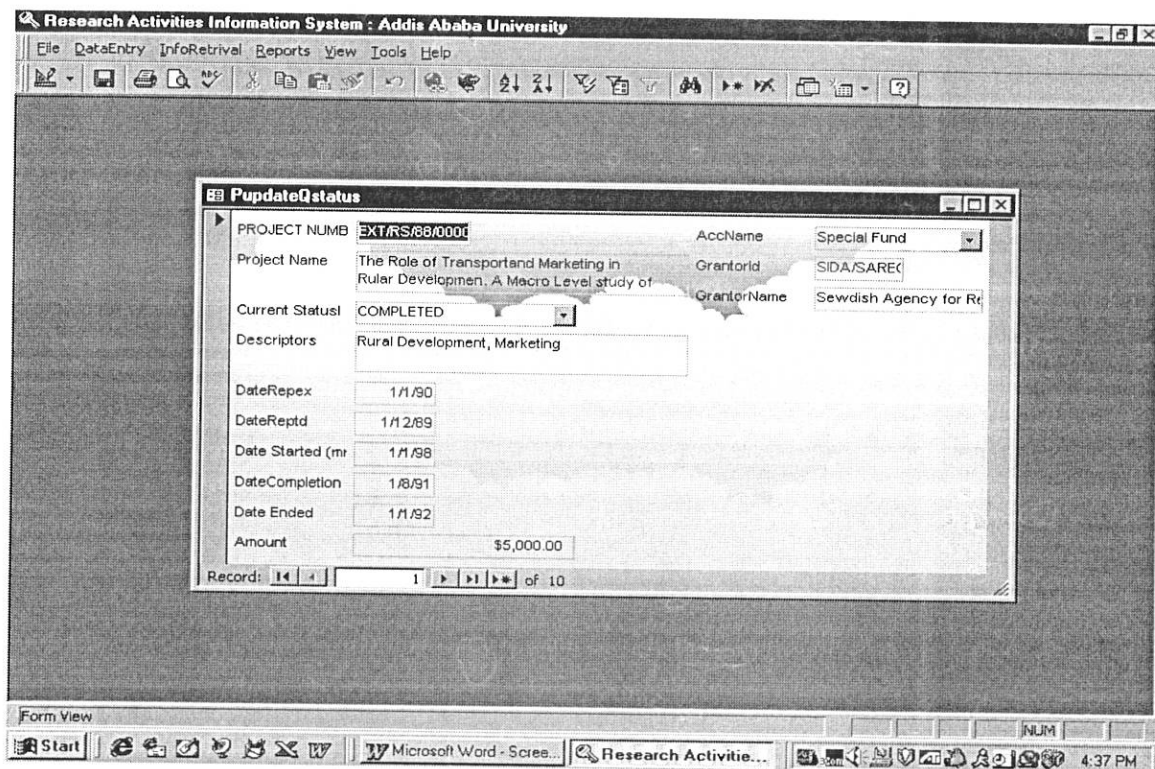 Research Activities Information System : Addis Ababa University
File DataEntry InfoRetrival Reports View Tools Help
PupdateQstatus
PROJECT NUMB EXT/RS/88/0000
AccName Special Fund
Project Name The Role of Transportand Marketing in
Rular Developmen. A Macro Level study of
GrantorId SIDA/SAREC
GrantorName Sewdish Agency for Re
Current StatusI COMPLETED
Descriptors Rural Development, Marketing
DateRepex 1/1/90
DateReptd 1/12/89
Date Started (mr 1/1/98
DateCompletion 1/8/91
Date Ended 1/1/92
Amount $5,000.00
Record: 1 of 10
Form View NUM
Start Microsoft Word - Scree... Research Activitie... 4:37 PM